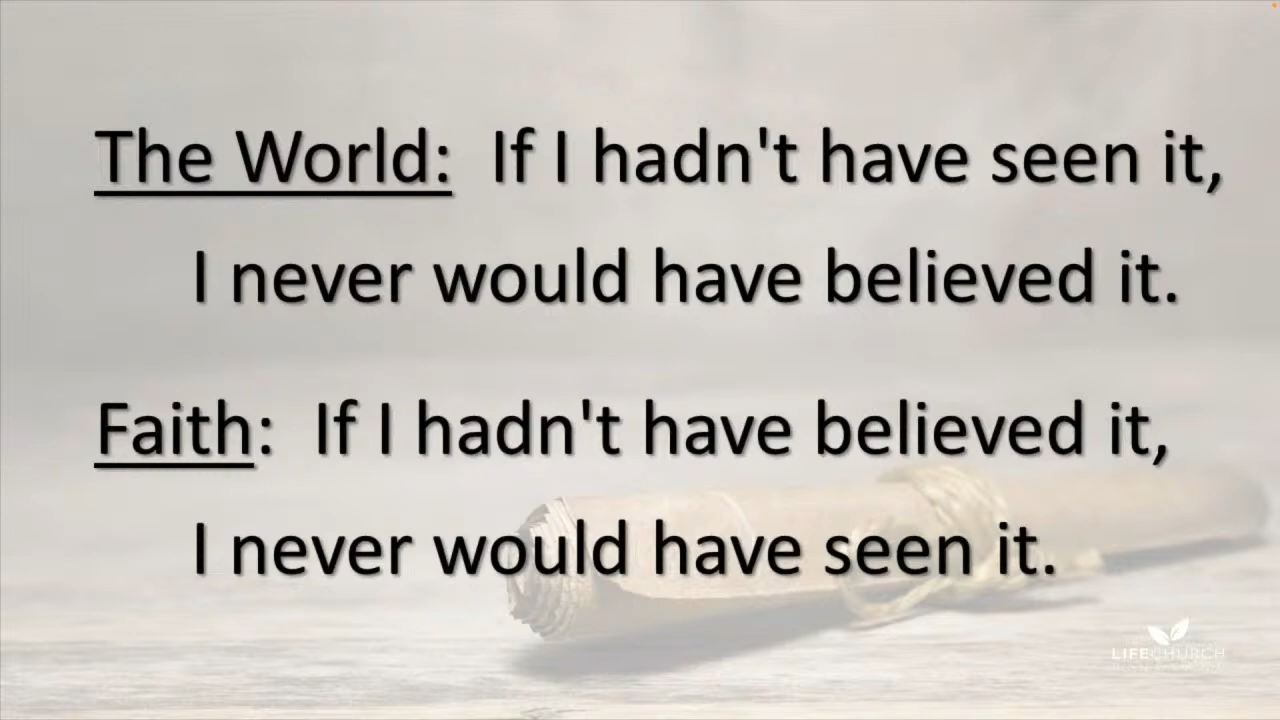 The World:  If I hadn't have seen it,
I never would have believed it.
Faith:  If I hadn't have believed it,
I never would have seen it.
LIFECHURCH